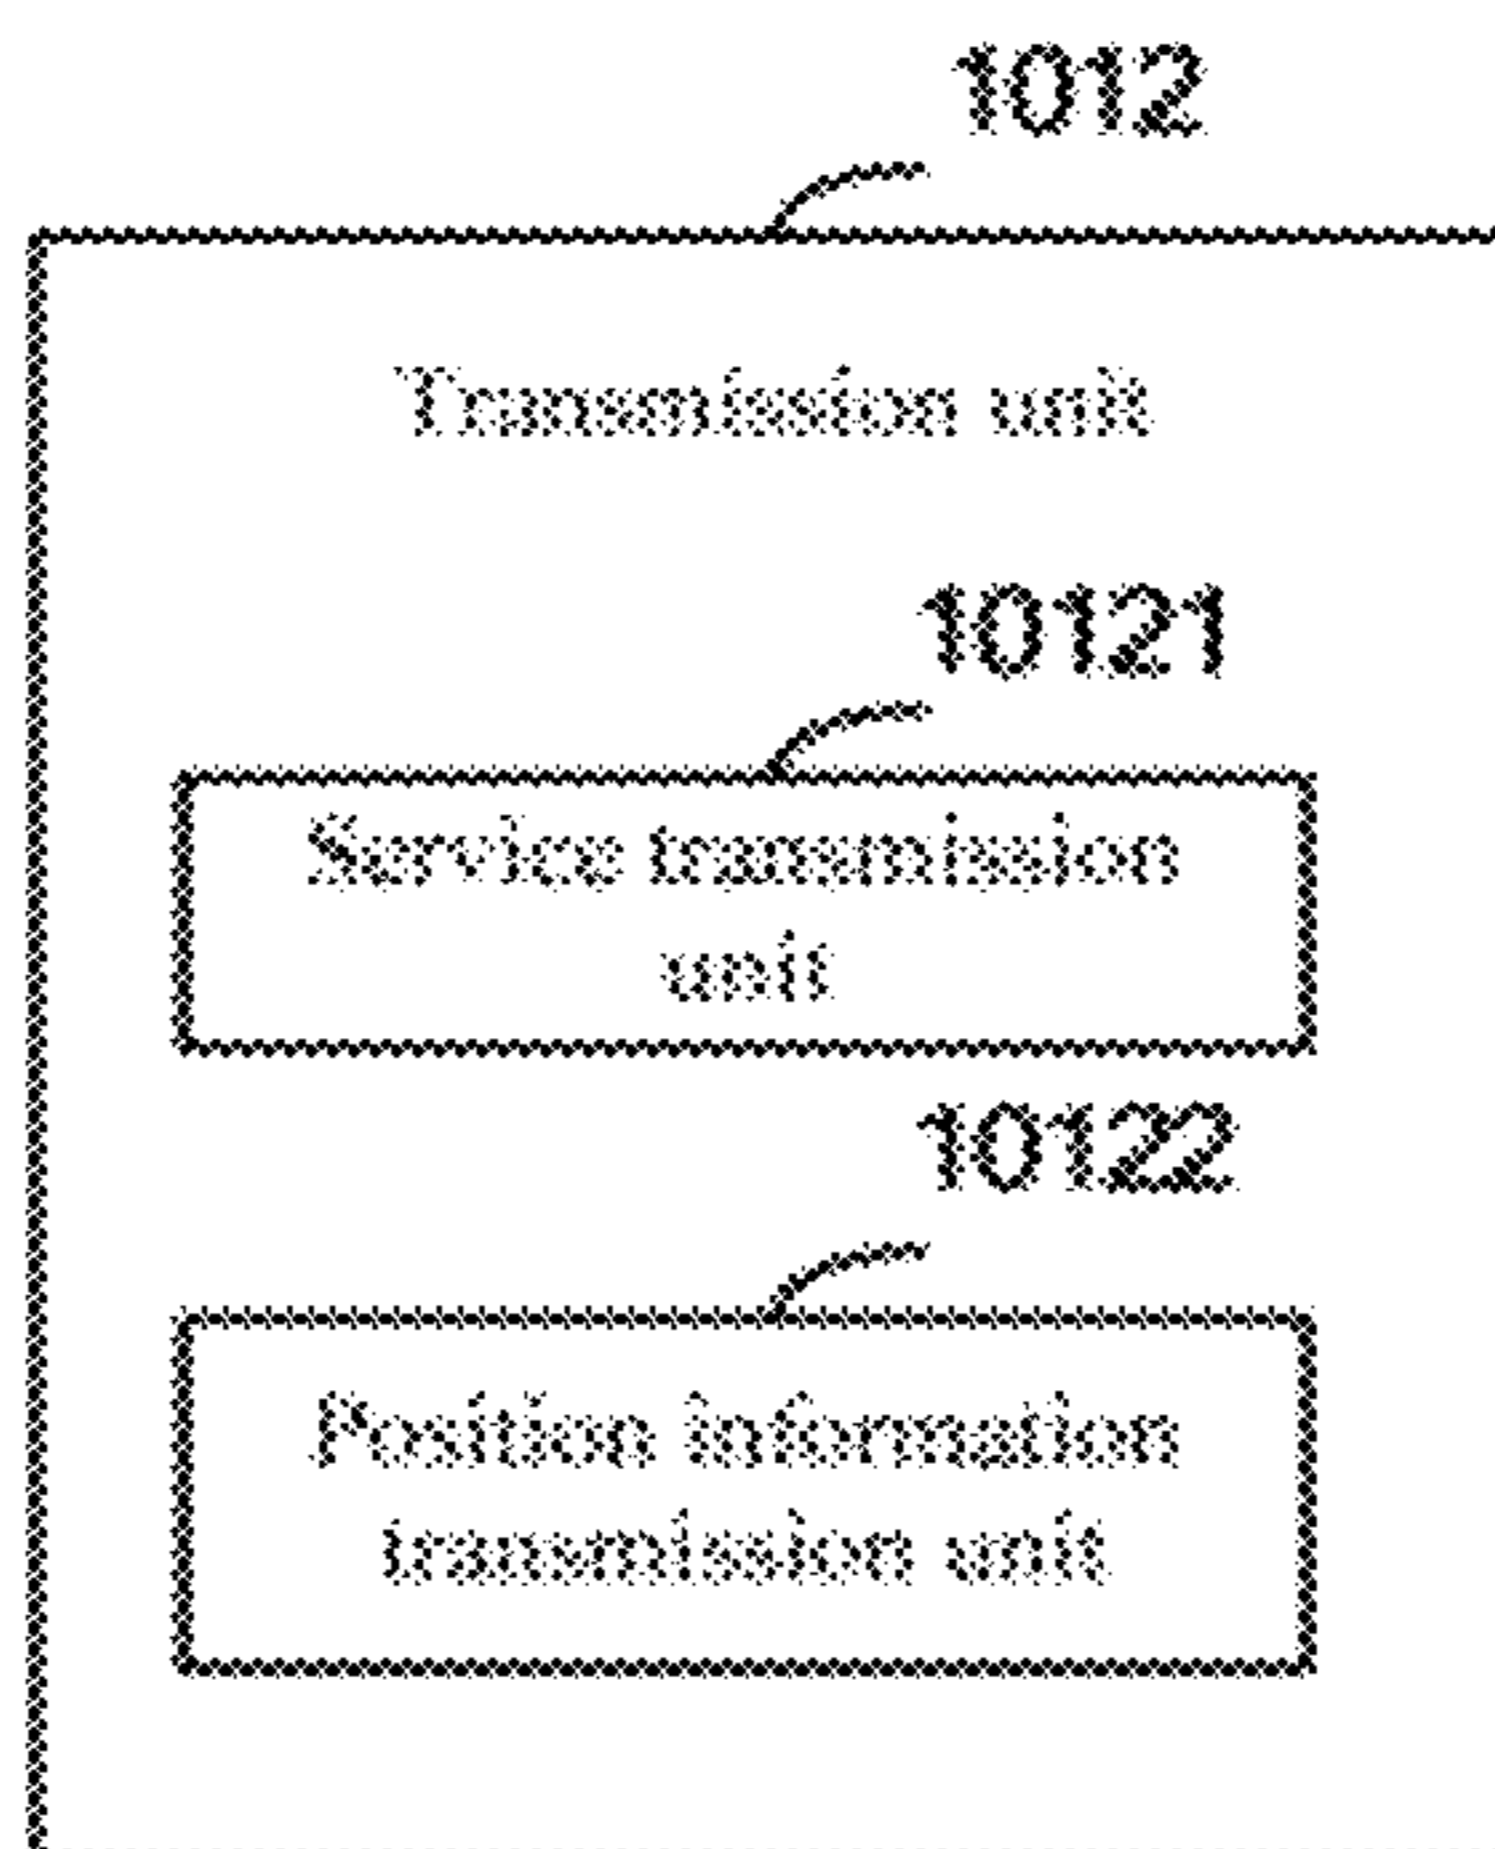 1012
Transmission unit
10121
Service transmission
unit
10122
Position information
transmission unit